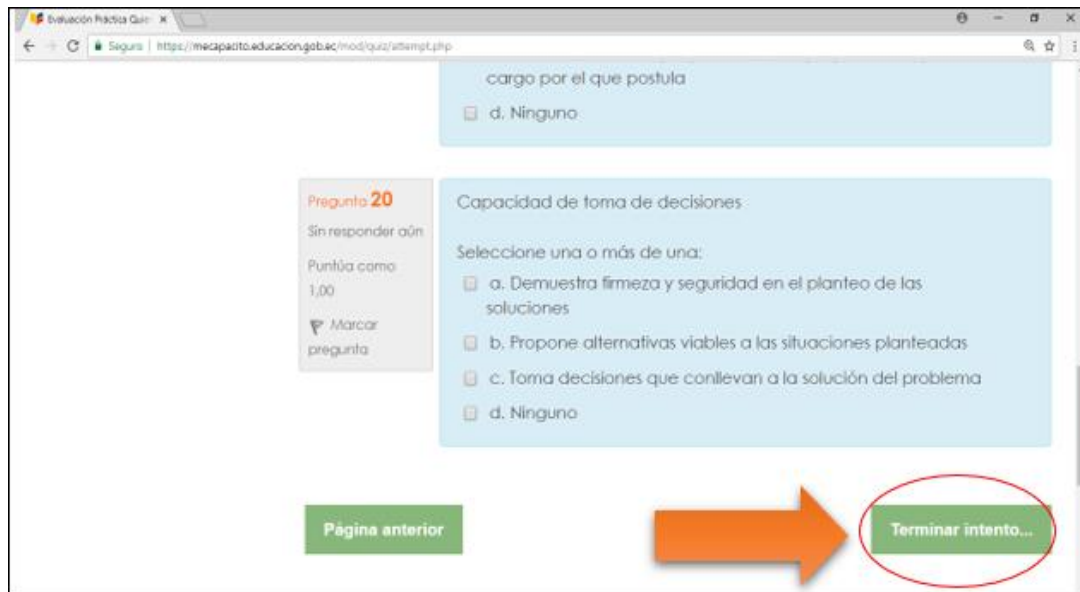 Evaluación Práctica Quie
Seguro | https://mecapacito.educacion.gob.ec/mod/quiz/attempt.php
cargo por el que postula
d. Ninguno
Pregunta 20
Sin responder aún
Puntúa como
1,00
Marcar
pregunta
Capacidad de toma de decisiones
Seleccione una o más de una:
a. Demuestra firmeza y seguridad en el planteo de las
soluciones
b. Propone alternativas viables a las situaciones planteadas
c. Toma decisiones que conllevan a la solución del problema
d. Ninguno
Página anterior
Terminar intento...